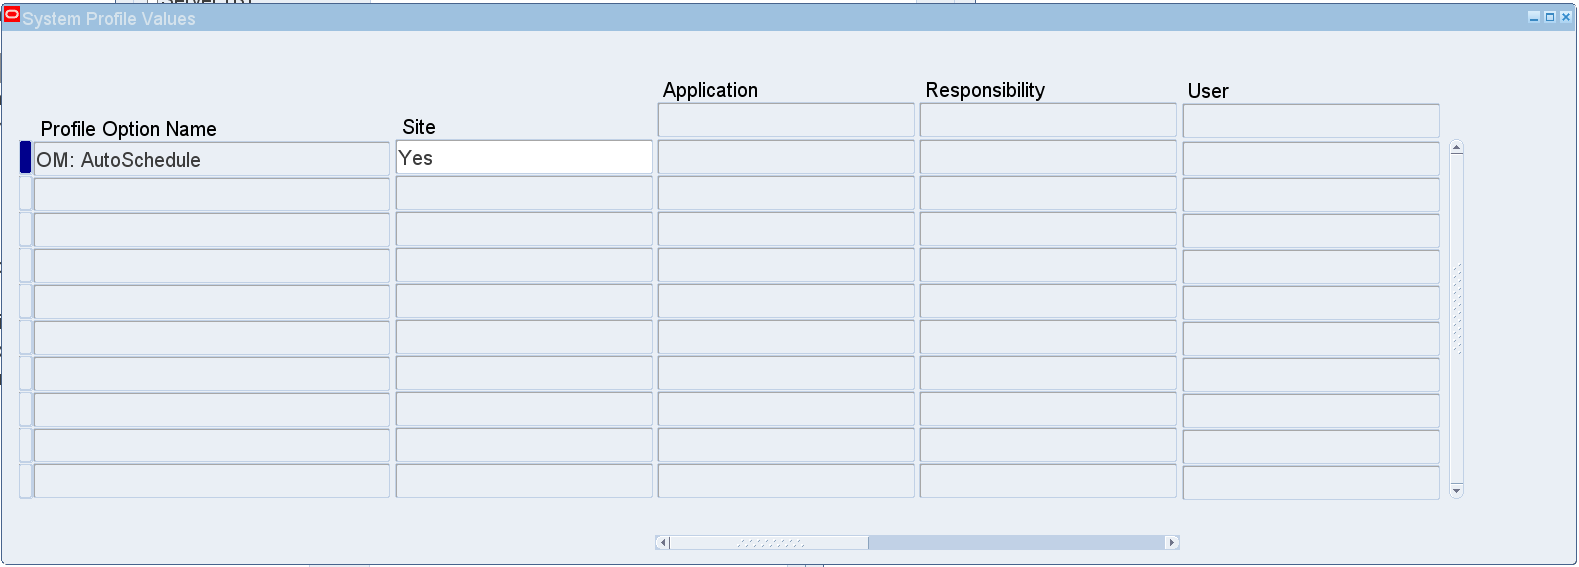 System Profile Values
Application
Responsibility
User
Profile Option Name
Site
OM: AutoSchedule
Yes